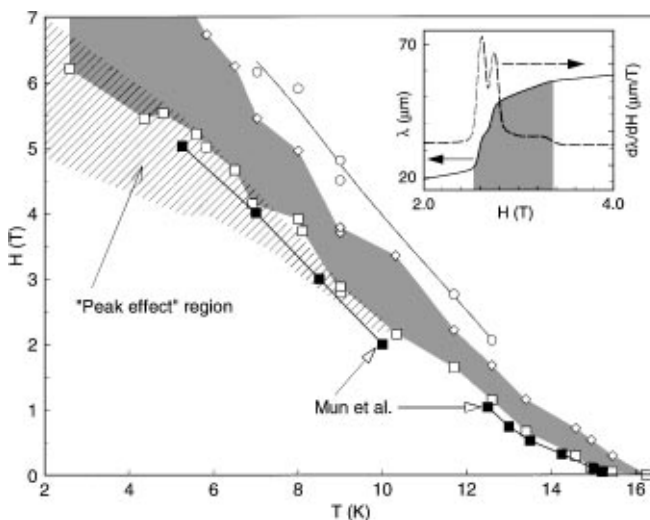 7
6
5
4
3
2
1
0
H (T)
2
4
6
8
10
12
14
16
T (K)
"Peak effect" region
Mun et al.
70
20
λ (μm)
dλ/dH (μm/T)
2.0
4.0
H (T)